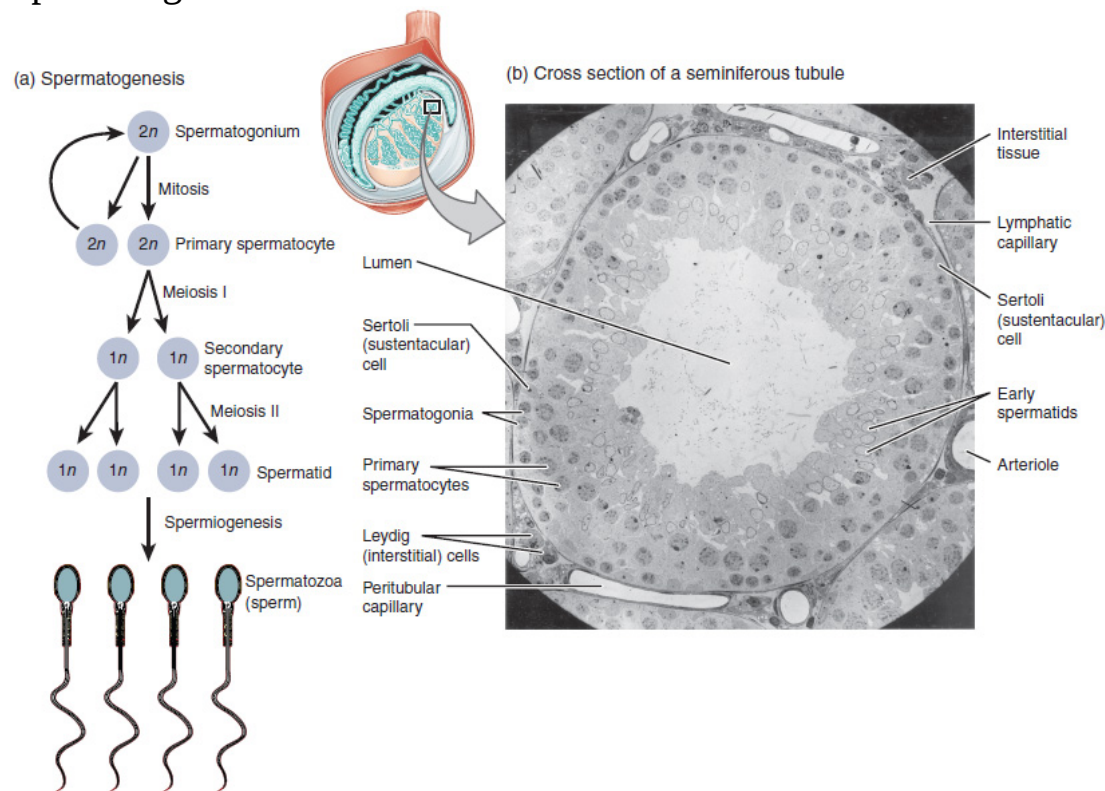 (a) Spermatogenesis
2n
Spermatogonium
Mitosis
2n
2n
Primary spermatocyte
Meiosis I
1n
1n
Secondary
spermatocyte
Meiosis II
1n
1n
1n
1n
Spermatid
Spermiogenesis
Spermatozoa
(sperm)
(b) Cross section of a seminiferous tubule
Lumen
Sertoli
(sustentacular)
cell
Spermatogonia
Primary
spermatocytes
Leydig
(interstitial) cells
Peritubular
capillary
Interstitial
tissue
Lymphatic
capillary
Sertoli
(sustentacular)
cell
Early
spermatids
Arteriole